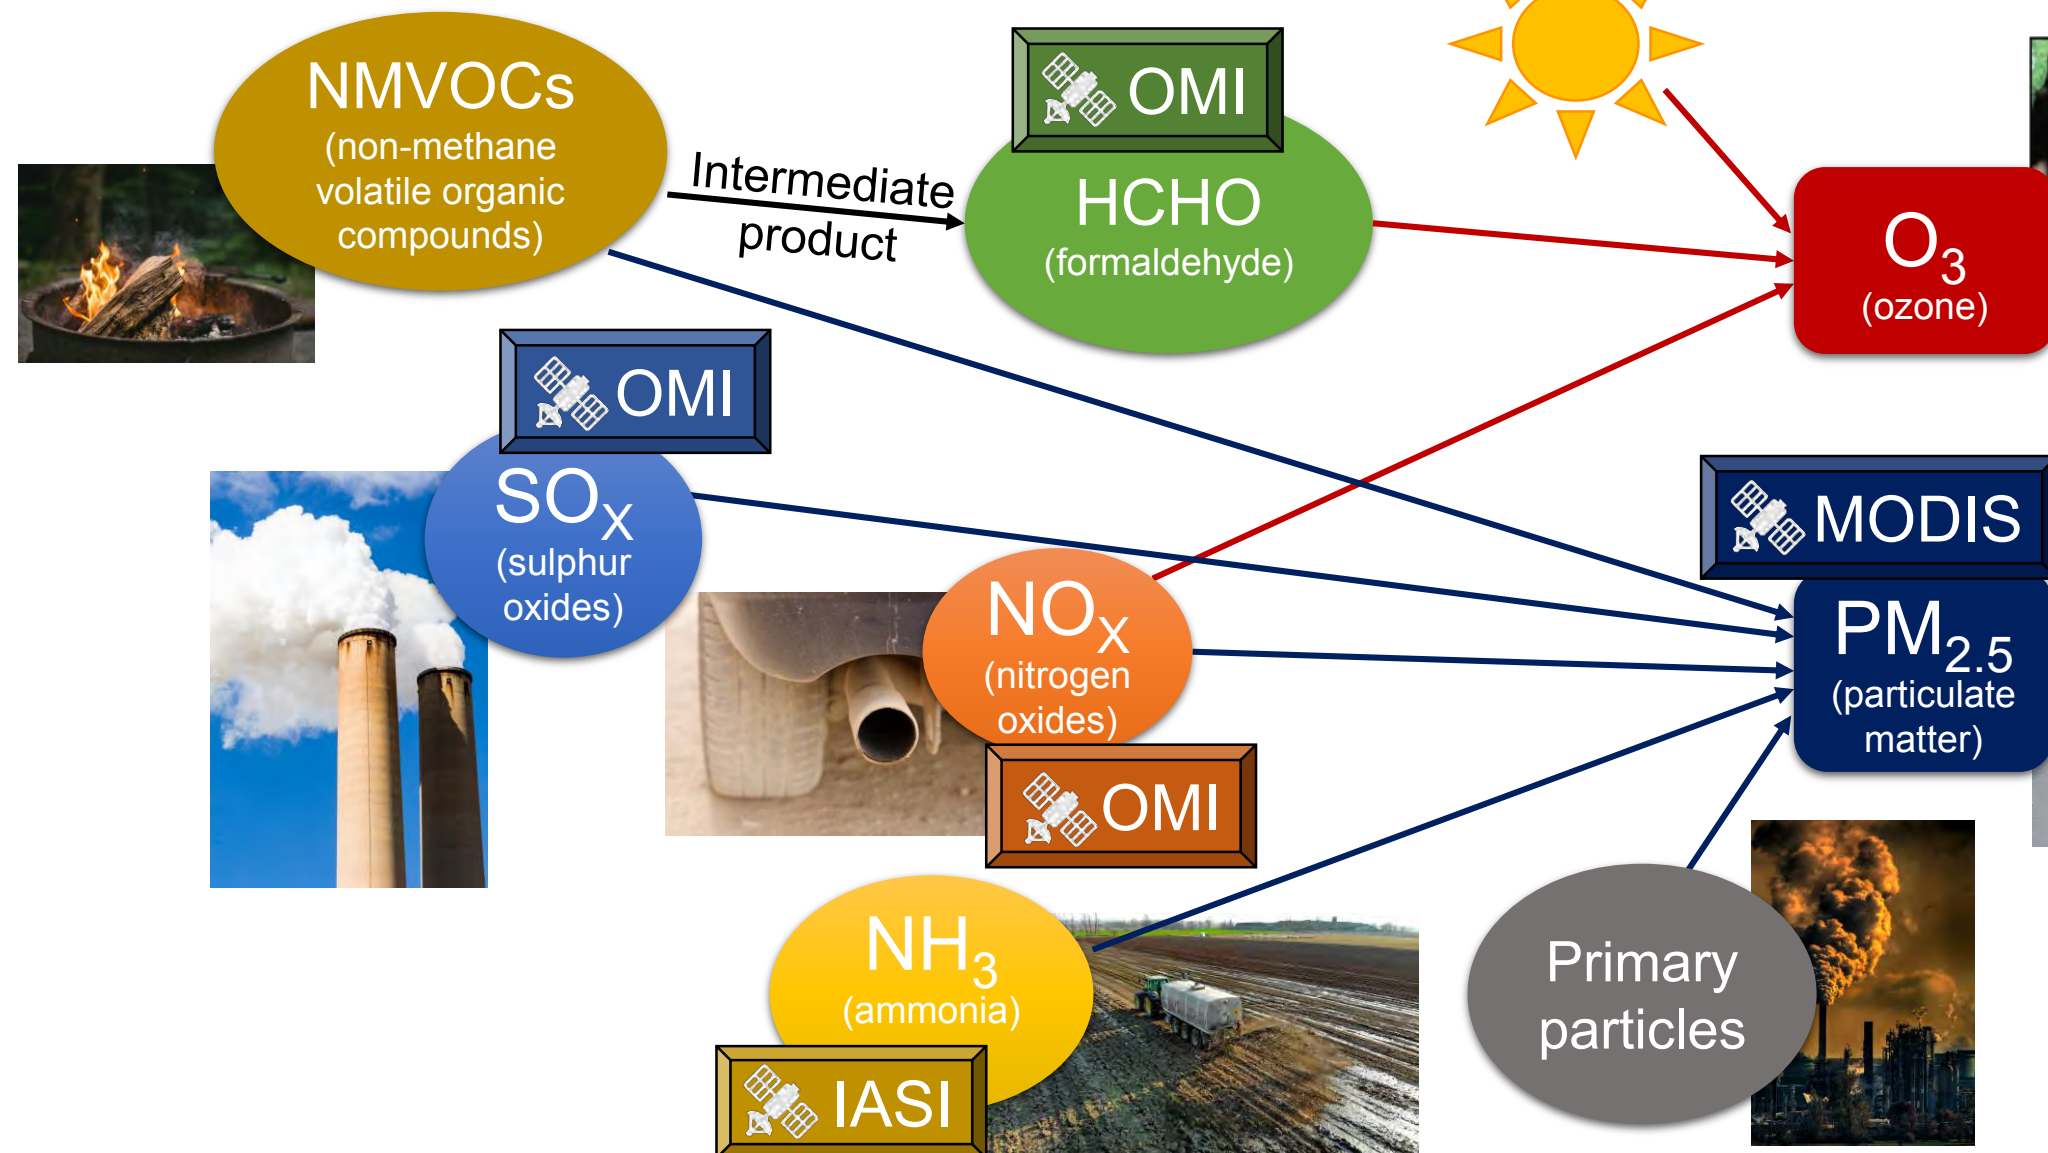 NMVOCs
(non-methane
volatile organic
compounds)
Intermediate
product
OMI
HCHO
(formaldehyde)
O3
(ozone)
OMI
SOX
(sulphur
oxides)
NOX
(nitrogen
oxides)
OMI
MODIS
PM2.5
(particulate
matter)
NH3
(ammonia)
IASI
Primary
particles